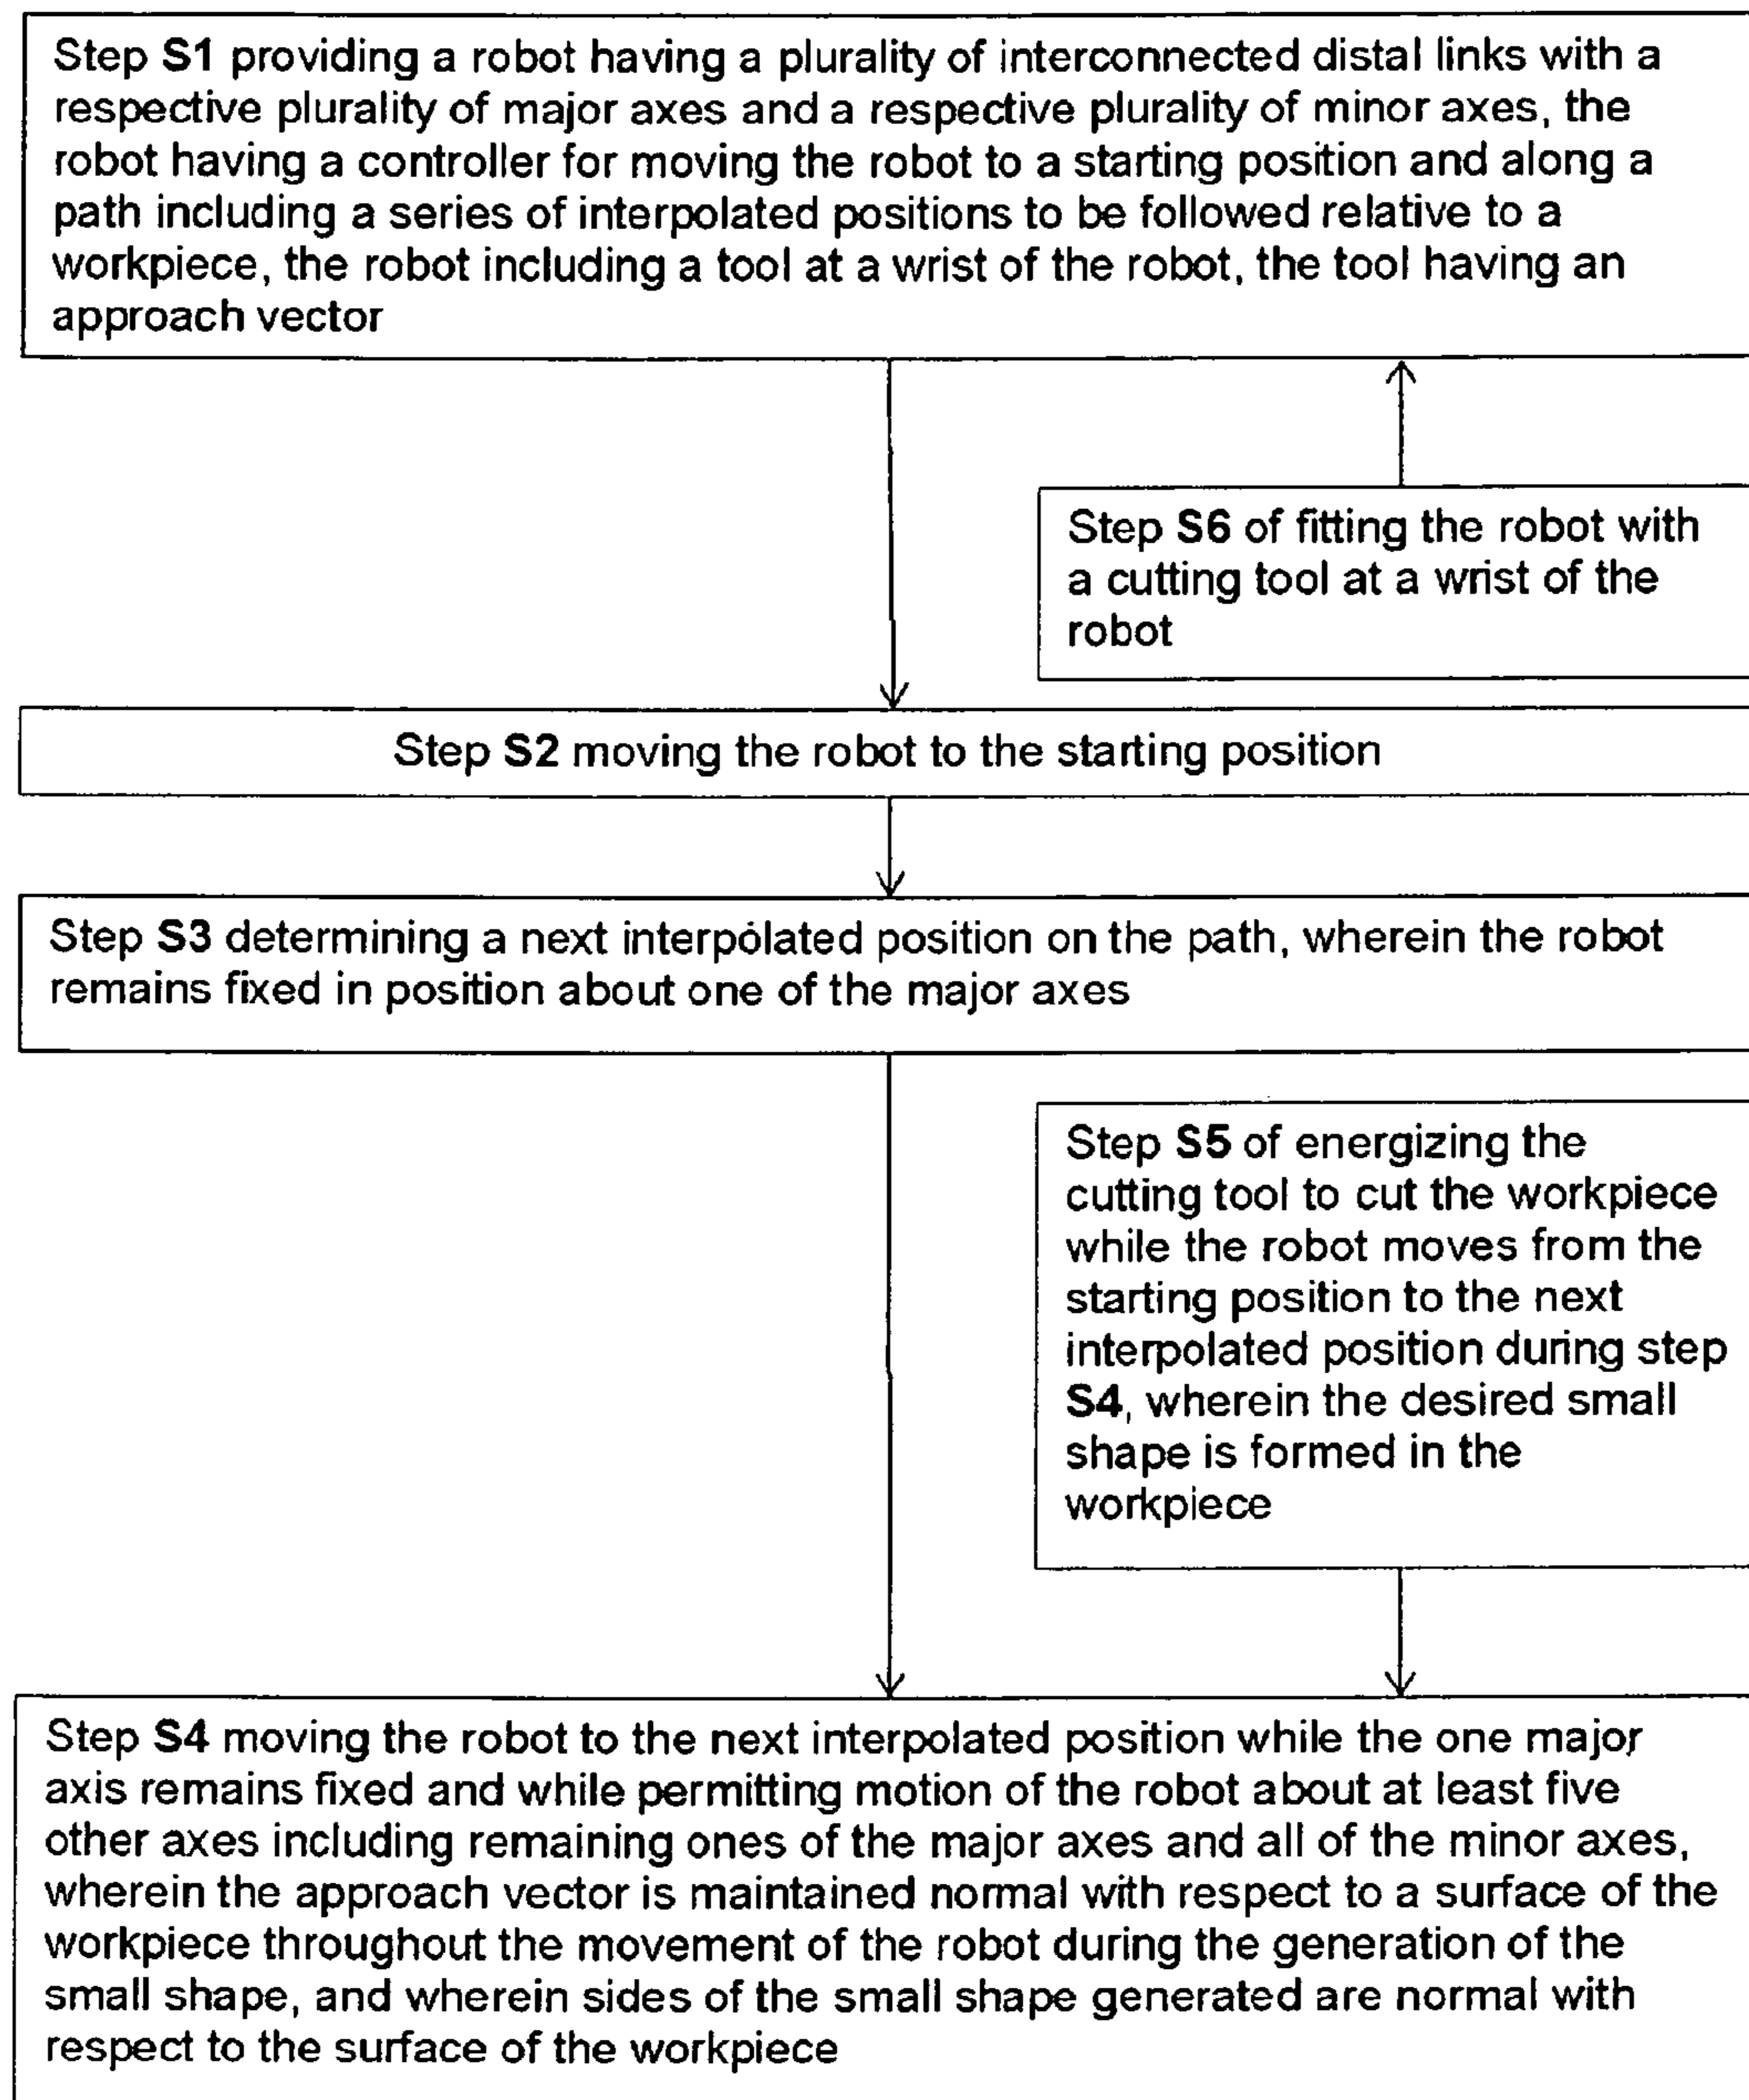 Step S1 providing a robot having a plurality of interconnected distal links with a
respective plurality of major axes and a respective plurality of minor axes, the
robot having a controller for moving the robot to a starting position and along a
path including a series of interpolated positions to be followed relative to a
workpiece, the robot including a tool at a wrist of the robot, the tool having an
approach vector
Step S6 of fitting the robot with
a cutting tool at a wrist of the
robot
Step S2 moving the robot to the starting position
Step S3 determining a next interpolated position on the path, wherein the robot
remains fixed in position about one of the major axes
Step S5 of energizing the
cutting tool to cut the workpiece
while the robot moves from the
starting position to the next
interpolated position during step
S4, wherein the desired small
shape is formed in the
workpiece
Step S4 moving the robot to the next interpolated position while the one major
axis remains fixed and while permitting motion of the robot about at least five
other axes including remaining ones of the major axes and all of the minor axes,
wherein the approach vector is maintained normal with respect to a surface of the
workpiece throughout the movement of the robot during the generation of the
small shape, and wherein sides of the small shape generated are normal with
respect to the surface of the workpiece